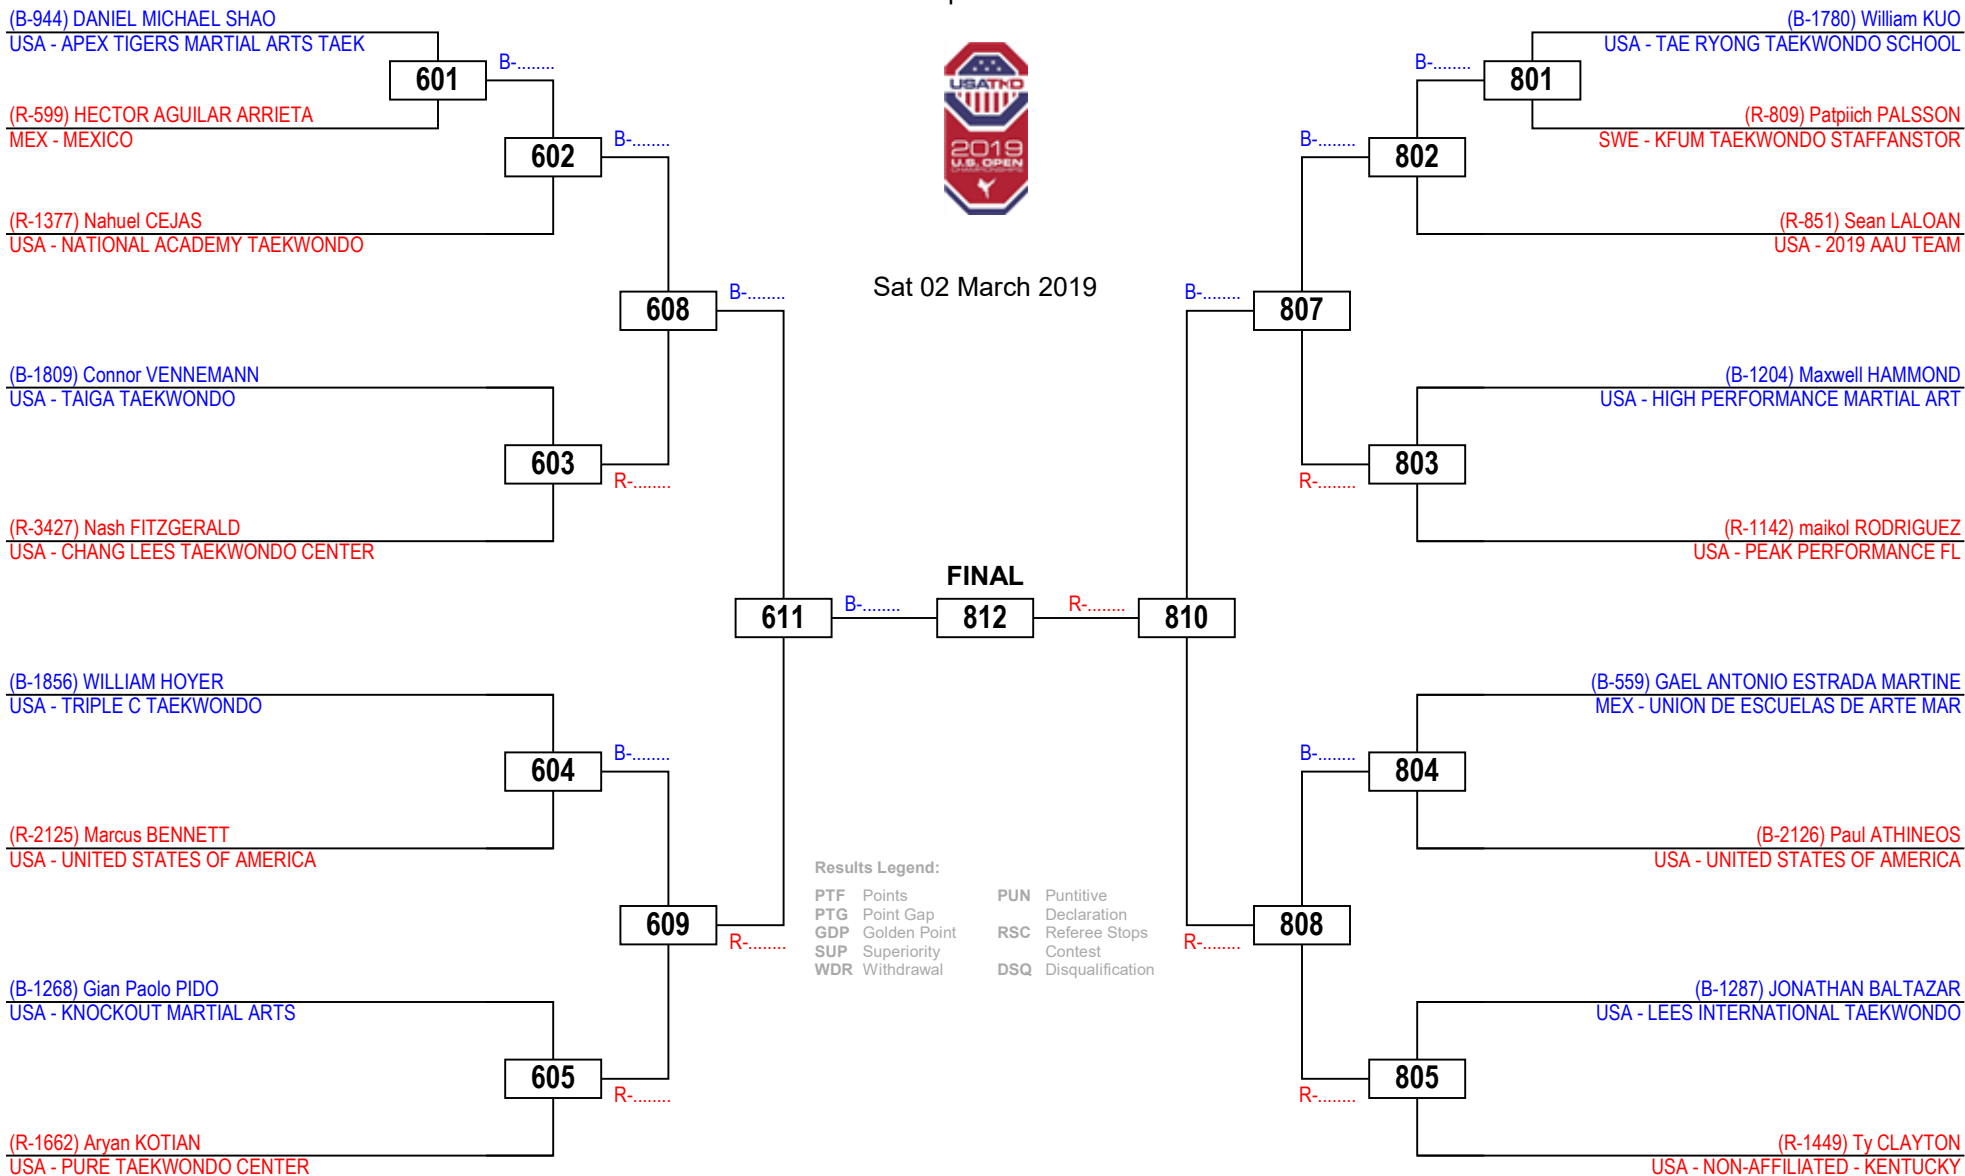 (B-944) DANIEL MICHAEL SHAO
USA - APEX TIGERS MARTIAL ARTS TAEK
601
B-........
(R-599) HECTOR AGUILAR ARRIETA
MEX - MEXICO
602
B-........
(R-1377) Nahuel CEJAS
USA - NATIONAL ACADEMY TAEKWONDO
608
B-........
(B-1809) Connor VENNEMANN
USA - TAIGA TAEKWONDO
603
R-........
(R-3427) Nash FITZGERALD
USA - CHANG LEES TAEKWONDO CENTER
611
B-........
(B-1856) WILLIAM HOYER
USA - TRIPLE C TAEKWONDO
604
B-........
(R-2125) Marcus BENNETT
USA - UNITED STATES OF AMERICA
609
R-........
(B-1268) Gian Paolo PIDO
USA - KNOCKOUT MARTIAL ARTS
605
R-........
(R-1662) Aryan KOTIAN
USA - PURE TAEKWONDO CENTER
USATKD
2019
U.S. OPEN
CHAMPIONSHIPS
Sat 02 March 2019
FINAL
812
Results Legend:
PTF Points
PTG Point Gap
GDP Golden Point
SUP Superiority
WDR Withdrawal
PUN Puntitive
Declaration
RSC Referee Stops
Contest
DSQ Disqualification
(B-1780) William KUO
USA - TAE RYONG TAEKWONDO SCHOOL
B-........
801
(R-809) Patpiich PALSSON
SWE - KFUM TAEKWONDO STAFFANSTOR
B-........
802
(R-851) Sean LALOAN
USA - 2019 AAU TEAM
B-........
807
(B-1204) Maxwell HAMMOND
USA - HIGH PERFORMANCE MARTIAL ART
803
R-........
(R-1142) maikol RODRIGUEZ
USA - PEAK PERFORMANCE FL
R-........
810
(B-559) GAEL ANTONIO ESTRADA MARTINE
MEX - UNION DE ESCUELAS DE ARTE MAR
B-........
804
(B-2126) Paul ATHINEOS
USA - UNITED STATES OF AMERICA
808
R-........
(B-1287) JONATHAN BALTAZAR
USA - LEES INTERNATIONAL TAEKWONDO
805
R-........
(R-1449) Ty CLAYTON
USA - NON-AFFILIATED - KENTUCKY